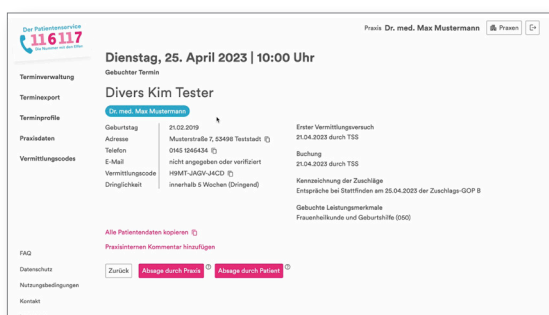 Der Patientenservice
116117
Die Nummer mit den Elfen
Praxis Dr. med. Max Mustermann
Praxen
Terminverwaltung
Terminexport
Terminprofile
Praxisdaten
Vermittlungscodes
FAQ
Datenschutz
Nutzungsbedingungen
Kontakt
Dienstag, 25. April 2023 | 10:00 Uhr
Gebuchter Termin
Divers Kim Tester
Dr. med. Max Mustermann
Geburtstag 21.02.2019
Adresse Musterstraße 7, 53498 Teststadt
Telefon 0145 1246434
E-Mail nicht angegeben oder verifiziert
Vermittlungscode H9MT-JAGV-J4CD
Dringlichkeit innerhalb 5 Wochen (Dringend)
Erster Vermittlungsversuch
21.04.2023 durch TSS
Buchung
21.04.2023 durch TSS
Kennzeichnung der Zuschläge
Entspräche bei Stattfinden am 25.04.2023 der Zuschlags-GOP B
Gebuchte Leistungsmerkmale
Frauenheilkunde und Geburtshilfe (050)
Alle Patientendaten kopieren
Praxisinternen Kommentar hinzufügen
Zurück
Absage durch Praxis
Absage durch Patient